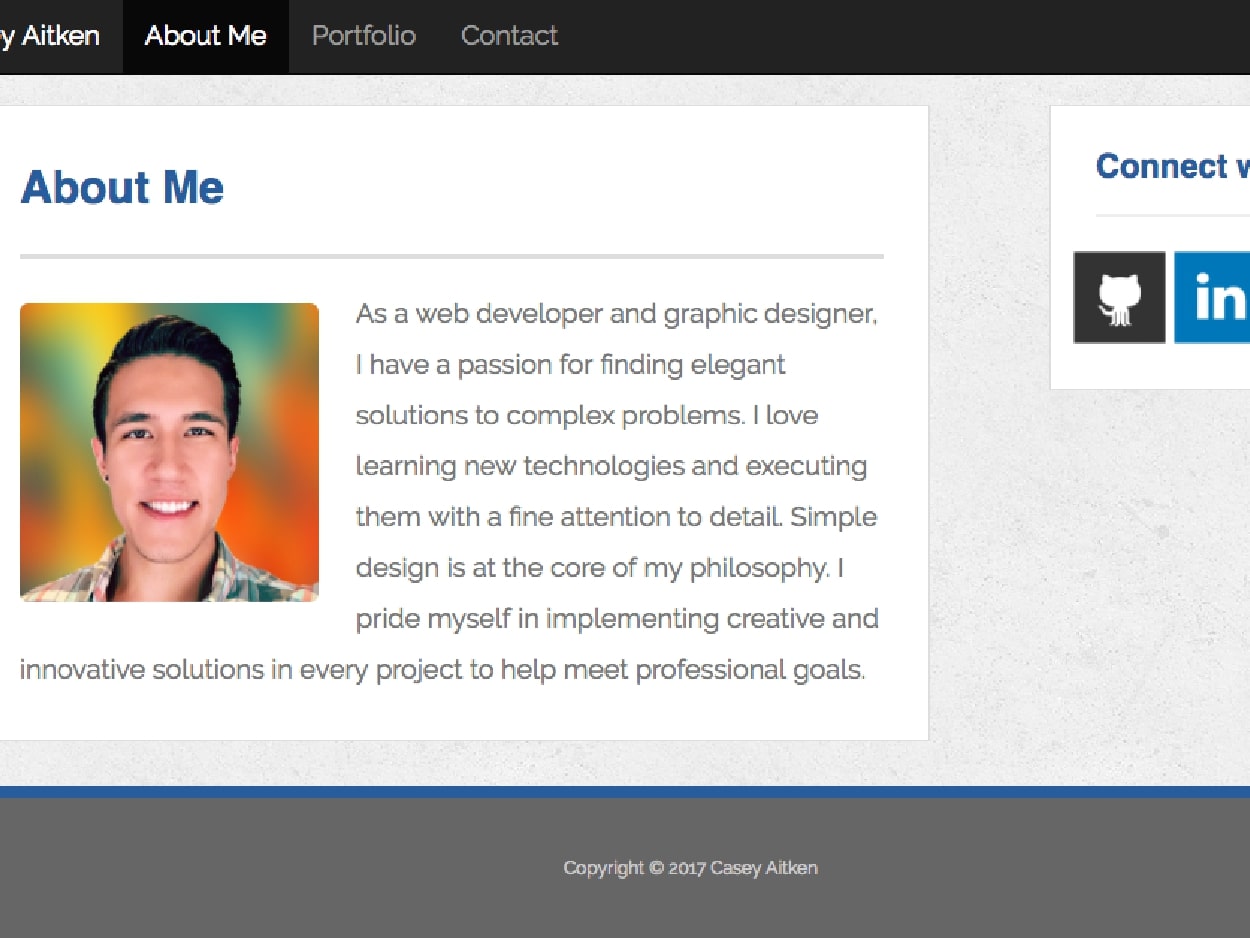 y Aitken About Me Portfolio Contact
About Me
As a web developer and graphic designer,
I have a passion for finding elegant
solutions to complex problems. I love
learning new technologies and executing
them with a fine attention to detail. Simple
design is at the core of my philosophy. I
pride myself in implementing creative and
innovative solutions in every project to help meet professional goals.
Connect w
in
Copyright © 2017 Casey Aitken